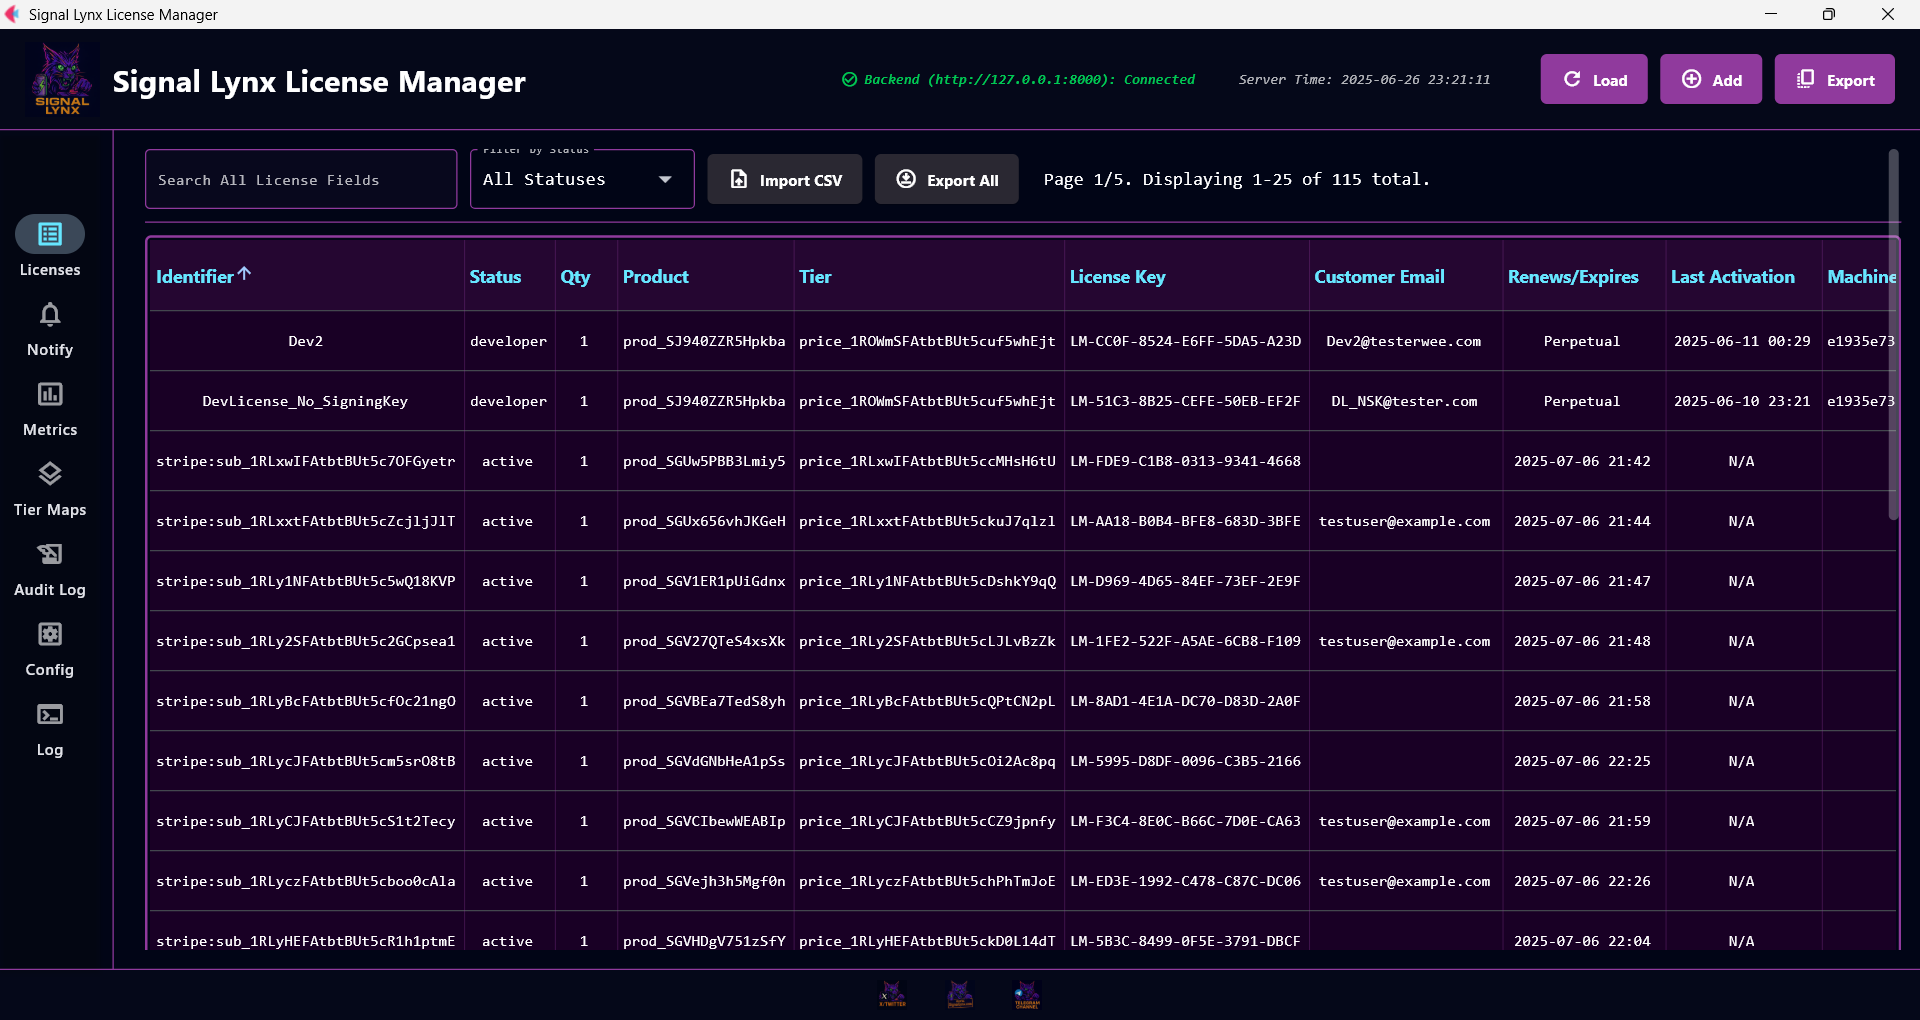 Signal Lynx License Manager
SIGNAL
LYNX
Signal Lynx License Manager
Backend (http://127.0.0.1:8000): Connected
Server Time: 2025-06-26 23:21:11
Load
Add
Export
Search All License Fields
Filter by Status
All Statuses
Import CSV
Export All
Page 1/5. Displaying 1-25 of 115 total.
Licenses
Notify
Metrics
Tier Maps
Audit Log
Config
Log
Identifier Status Qty Product Tier License Key Customer Email Renews/Expires Last Activation Machine
Dev2 developer 1 prod_SJ940ZZR5Hpkba price_1ROWmSFAtbtBUt5cuf5whEjt LM-CC0F-8524-E6FF-5DA5-A23D Dev2@testerwee.com Perpetual 2025-06-11 00:29 e1935e73
DevLicense_No_SigningKey developer 1 prod_SJ940ZZR5Hpkba price_1ROWmSFAtbtBUt5cuf5whEjt LM-51C3-8B25-CEFE-50EB-EF2F DL_NSK@tester.com Perpetual 2025-06-10 23:21 e1935e73
stripe:sub_1RLxwIFAtbtBUt5c7OFGyetr active 1 prod_SGUw5PBB3Lmiy5 price_1RLxwIFAtbtBUt5ccMHsH6tU LM-FDE9-C1B8-0313-9341-4668 2025-07-06 21:42 N/A
stripe:sub_1RLxxtFAtbtBUt5cZcjljJlT active 1 prod_SGUx656vhJKGeH price_1RLxxtFAtbtBUt5ckuJ7qlzl LM-AA18-B0B4-BFE8-683D-3BFE testuser@example.com 2025-07-06 21:44 N/A
stripe:sub_1RLy1NFAtbtBUt5c5wQ18KVP active 1 prod_SGV1ER1pUiGdnx price_1RLy1NFAtbtBUt5cDshkY9qQ LM-D969-4D65-84EF-73EF-2E9F 2025-07-06 21:47 N/A
stripe:sub_1RLy2SFAtbtBUt5c2GCpsea1 active 1 prod_SGV27QTeS4xsXk price_1RLy2SFAtbtBUt5cLJLvBzZk LM-1FE2-522F-A5AE-6CB8-F109 testuser@example.com 2025-07-06 21:48 N/A
stripe:sub_1RLyBcFAtbtBUt5cfOc21ngO active 1 prod_SGVBEa7TedS8yh price_1RLyBcFAtbtBUt5cQPtCN2pL LM-8AD1-4E1A-DC70-D83D-2A0F 2025-07-06 21:58 N/A
stripe:sub_1RLycJFAtbtBUt5cm5srO8tB active 1 prod_SGVdGNbHeA1pSs price_1RLycJFAtbtBUt5cOi2Ac8pq LM-5995-D8DF-0096-C3B5-2166 2025-07-06 22:25 N/A
stripe:sub_1RLyCJFAtbtBUt5cS1t2Tecy active 1 prod_SGVCIbewWEABIp price_1RLyCJFAtbtBUt5cCZ9jpnfy LM-F3C4-8E0C-B66C-7D0E-CA63 testuser@example.com 2025-07-06 21:59 N/A
stripe:sub_1RLyczFAtbtBUt5cboo0cAla active 1 prod_SGVejh3h5Mgf0n price_1RLyczFAtbtBUt5chPhTmJoE LM-ED3E-1992-C478-C87C-DC06 testuser@example.com 2025-07-06 22:26 N/A
stripe:sub_1RLyHEFAtbtBUt5cR1h1ptmE active 1 prod_SGVHDgV751zSfY price_1RLyHEFAtbtBUt5ckD0L14dT LM-5B3C-8499-0F5E-3791-DBCF 2025-07-06 22:04 N/A
X/TWITTER
TELEGRAM
CHANNEL